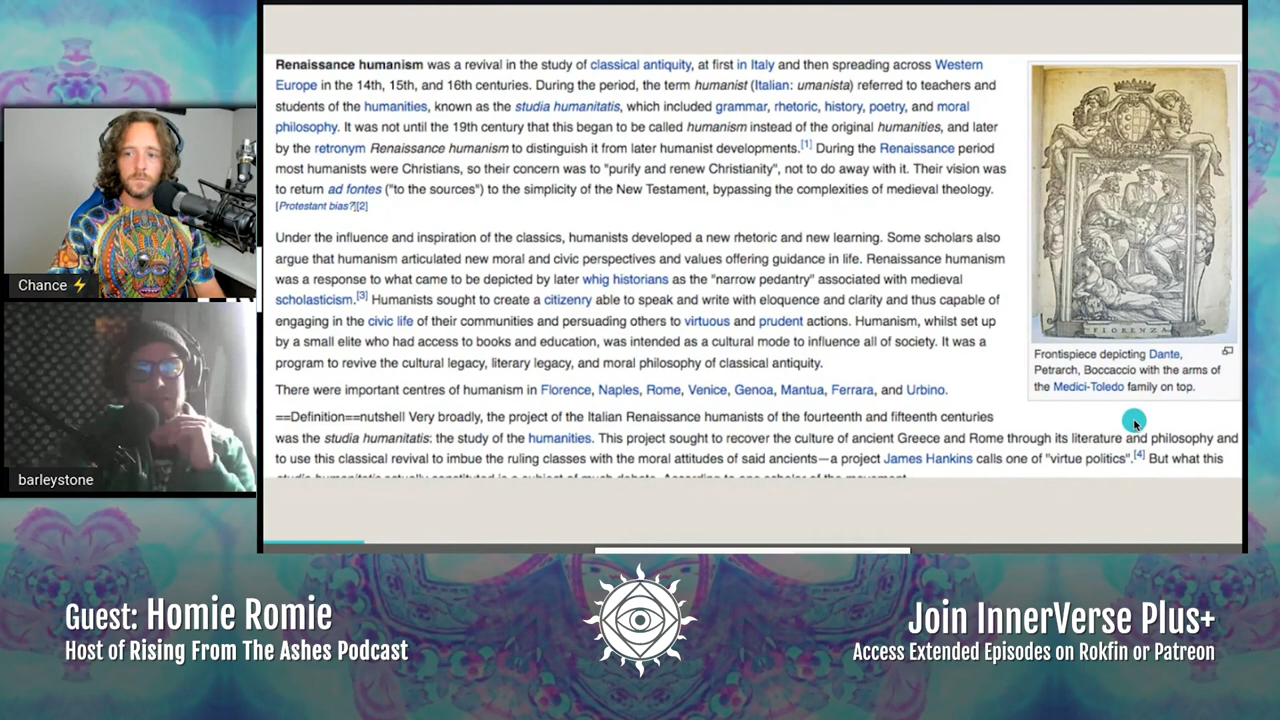 Renaissance humanism was a revival in the study of classical antiquity, at first in Italy and then spreading across Western
Europe in the 14th, 15th, and 16th centuries. During the period, the term humanist (Italian: umanista) referred to teachers and
students of the humanities, known as the studia humanitatis, which included grammar, rhetoric, history, poetry, and moral
philosophy. It was not until the 19th century that this began to be called humanism instead of the original humanities, and later
by the retronym Renaissance humanism to distinguish it from later humanist developments.[1] During the Renaissance period
most humanists were Christians, so their concern was to "purify and renew Christianity", not to do away with it. Their vision was
to return ad fontes ("to the sources") to the simplicity of the New Testament, bypassing the complexities of medieval theology.
[Protestant bias?][2]
Under the influence and inspiration of the classics, humanists developed a new rhetoric and new learning. Some scholars also
argue that humanism articulated new moral and civic perspectives and values offering guidance in life. Renaissance humanism
was a response to what came to be depicted by later whig historians as the "narrow pedantry" associated with medieval
scholasticism.[3] Humanists sought to create a citizenry able to speak and write with eloquence and clarity and thus capable of
engaging in the civic life of their communities and persuading others to virtuous and prudent actions. Humanism, whilst set up
by a small elite who had access to books and education, was intended as a cultural mode to influence all of society. It was a
program to revive the cultural legacy, literary legacy, and moral philosophy of classical antiquity.
There were important centres of humanism in Florence, Naples, Rome, Venice, Genoa, Mantua, Ferrara, and Urbino.
==Definition==nutshell Very broadly, the project of the Italian Renaissance humanists of the fourteenth and fifteenth centuries
was the studia humanitatis: the study of the humanities. This project sought to recover the culture of ancient Greece and Rome through its literature and philosophy and
to use this classical revival to imbue the ruling classes with the moral attitudes of said ancients—a project James Hankins calls one of "virtue politics".[4] But what this
studia humanitatis actually constituted is a subject of much debate. According to one scholar of the movement,
FIORENZA
Frontispiece depicting Dante,
Petrarch, Boccaccio with the arms of
the Medici-Toledo family on top.
Chance
barleystone
Guest: Homie Romie
Host of Rising From The Ashes Podcast
Join InnerVerse Plus+
Access Extended Episodes on Rokfin or Patreon